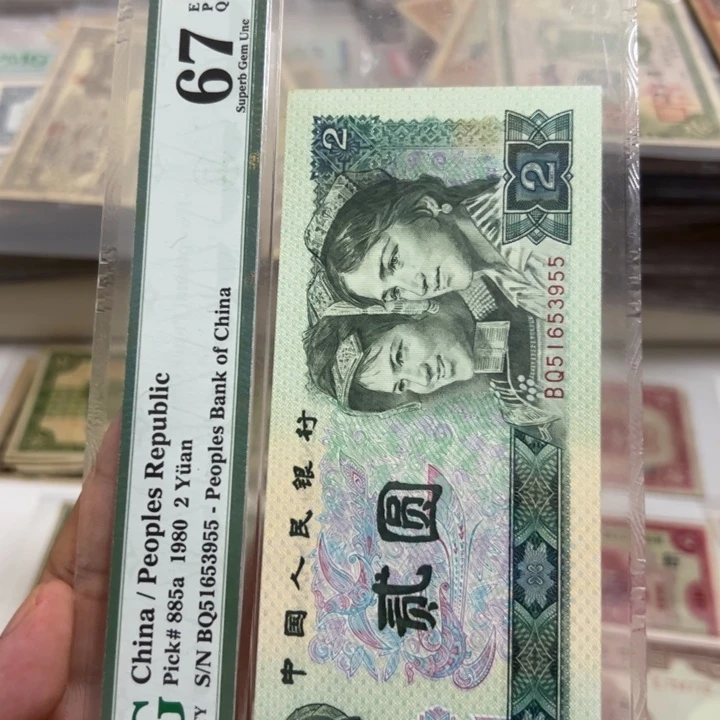 67
E
P
Q
Superb Gem Unc
China / Peoples Republic
Pick# 885a 1980 2 Yüan
S/N BQ51653955 - Peoples Bank of China
2
2
BQ51653955
中国人民银行
贰圆